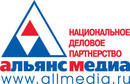 НАЦИОНАЛЬНОЕ
ДЕЛОВОЕ
ПАРТНЕРСТВО
альянс медиа
www.allmedia.ru